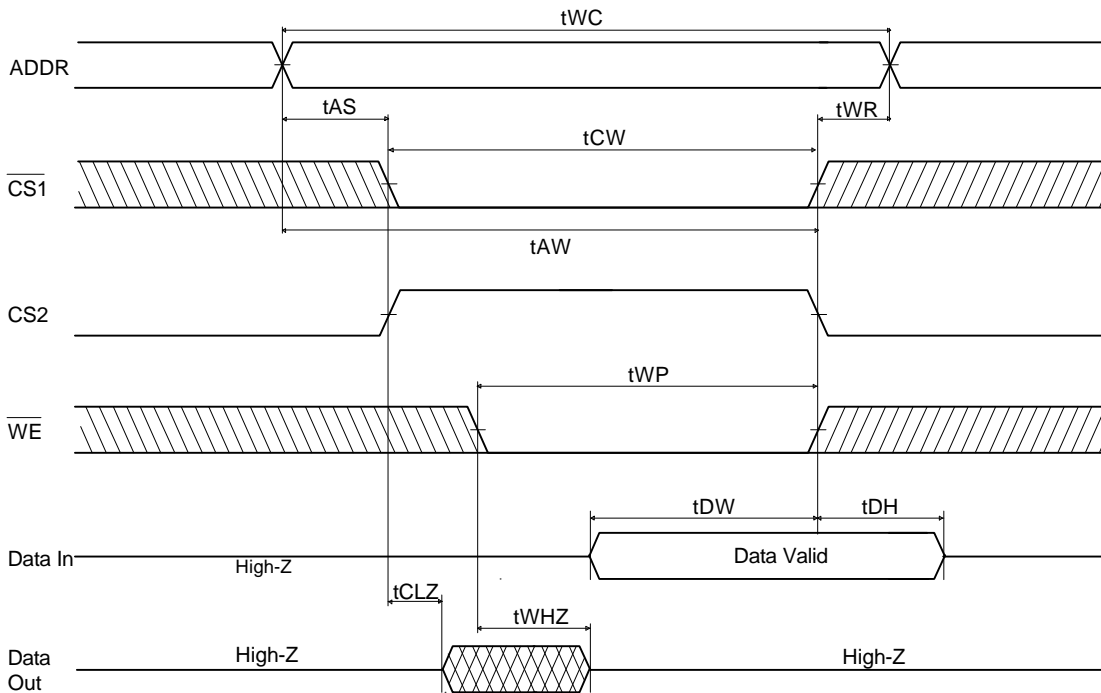 tWC
ADDR
tAS
tWR
tCW
CS1
tAW
CS2
tWP
WE
tDW
tDH
Data In
High-Z
Data Valid
tCLZ
tWHZ
Data
Out
High-Z
High-Z